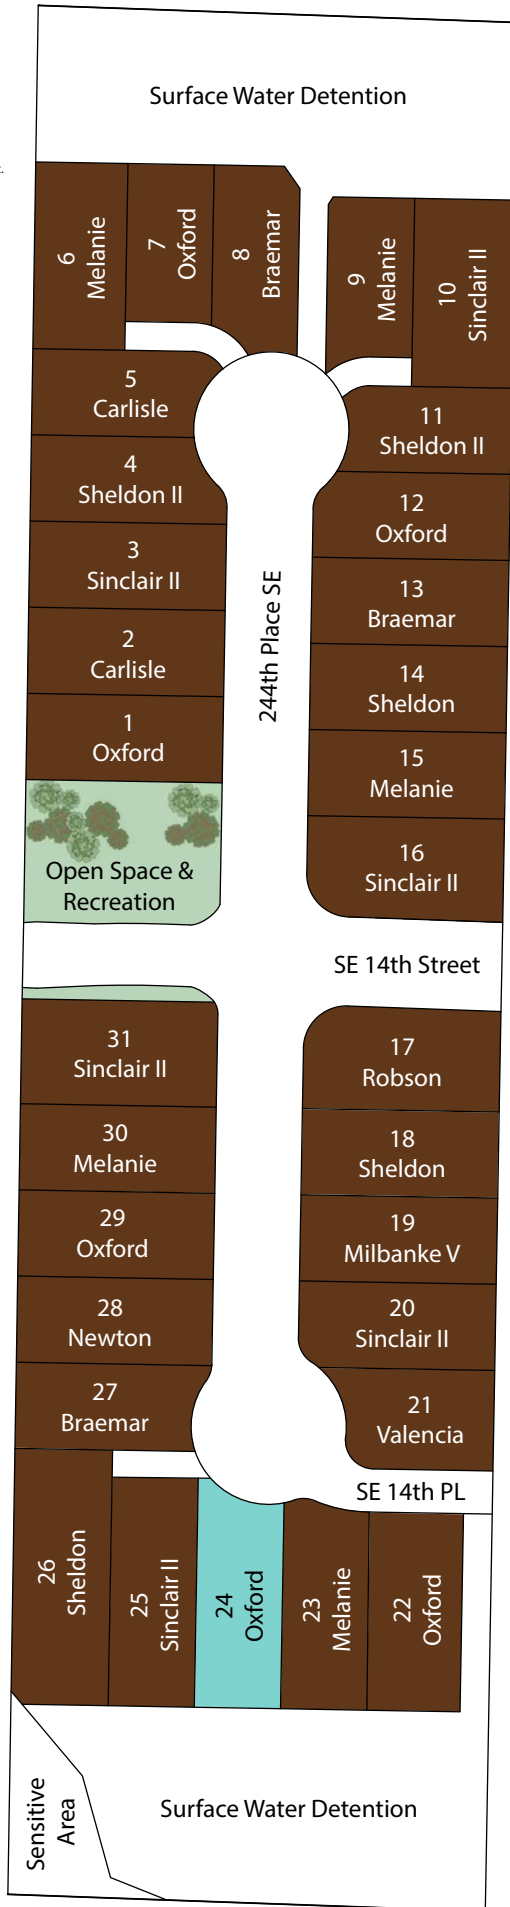 Surface Water Detention
6
Melanie
7
Oxford
8
Braemar
9
Melanie
10
Sinclair II
5
Carlisle
4
Sheldon II
3
Sinclair II
2
Carlisle
1
Oxford
244th Place SE
11
Sheldon II
12
Oxford
13
Braemar
14
Sheldon
15
Melanie
16
Sinclair II
Open Space &
Recreation
SE 14th Street
31
Sinclair II
30
Melanie
29
Oxford
28
Newton
27
Braemar
17
Robson
18
Sheldon
19
Milbanke V
20
Sinclair II
21
Valencia
SE 14th PL
26
Sheldon
25
Sinclair II
24
Oxford
23
Melanie
22
Oxford
Sensitive
Area
Surface Water Detention